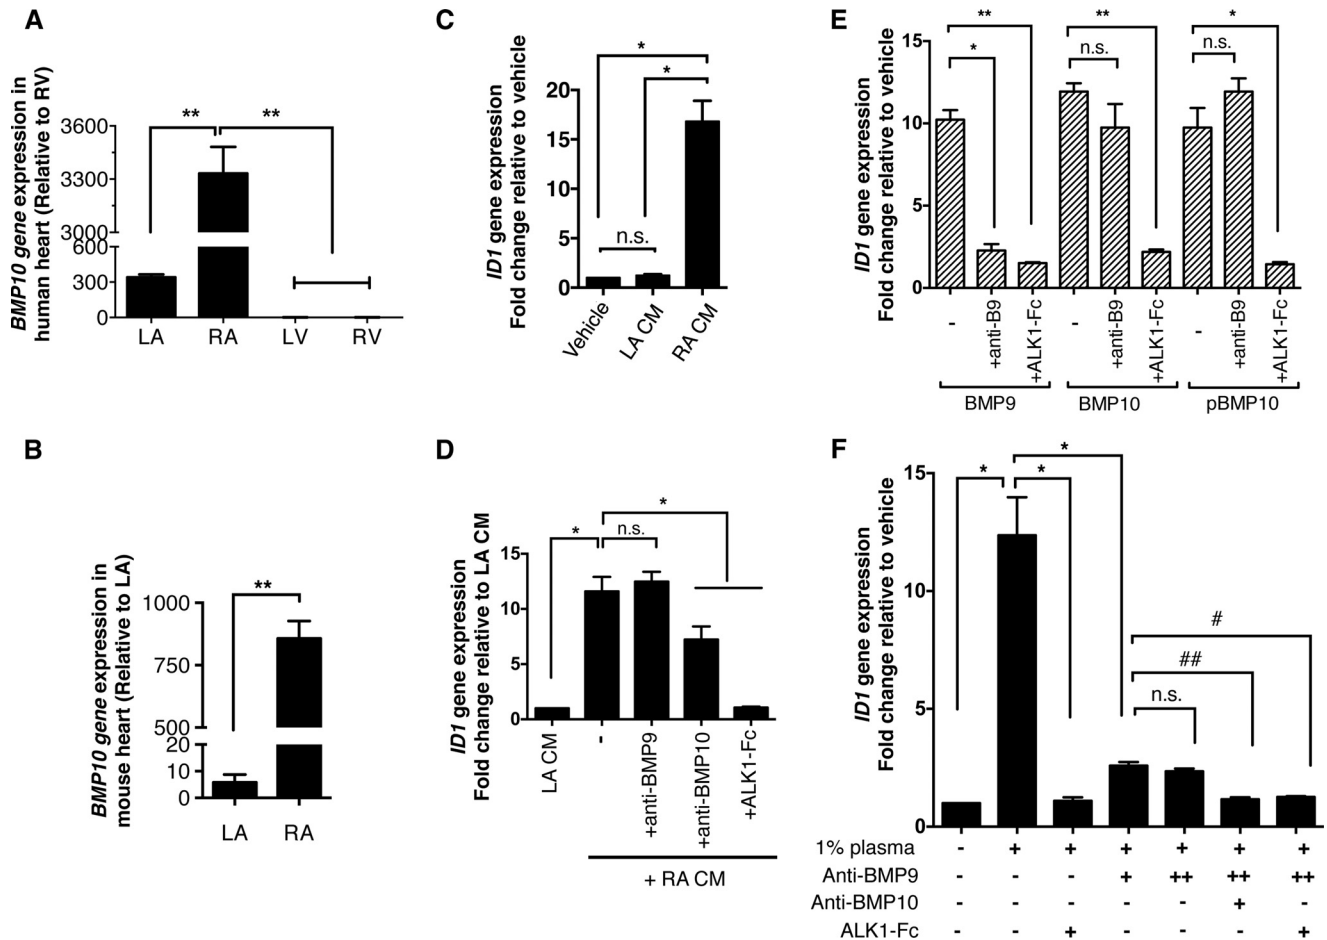 A
BMP10 gene expression in
human heart (Relative to RV)
3600
3300
3000
600
300
0
**
**
LA
RA
LV
RV
B
BMP10 gene expression in
mouse heart (Relative to LA)
1000
750
500
20
10
0
**
LA
RA
C
ID1 gene expression
Fold change relative to vehicle
20
15
10
5
0
*
*
n.s.
Vehicle
LA CM
RA CM
D
ID1 gene expression
Fold change relative to LA CM
15
10
5
0
*
*
n.s.
LA CM
-
+anti-BMP9
+anti-BMP10
+ALK1-Fc
+ RA CM
E
ID1 gene expression
Fold change relative to vehicle
15
10
5
0
**
*
**
n.s.
*
n.s.
-
+anti-B9
+ALK1-Fc
-
+anti-B9
+ALK1-Fc
-
+anti-B9
+ALK1-Fc
BMP9
BMP10
pBMP10
F
ID1 gene expression
Fold change relative to vehicle
15
10
5
0
*
*
*
#
##
n.s.
1% plasma - + + + + + +
Anti-BMP9 - - - + ++ ++ ++
Anti-BMP10 - - - - - + -
ALK1-Fc - - + - - - +